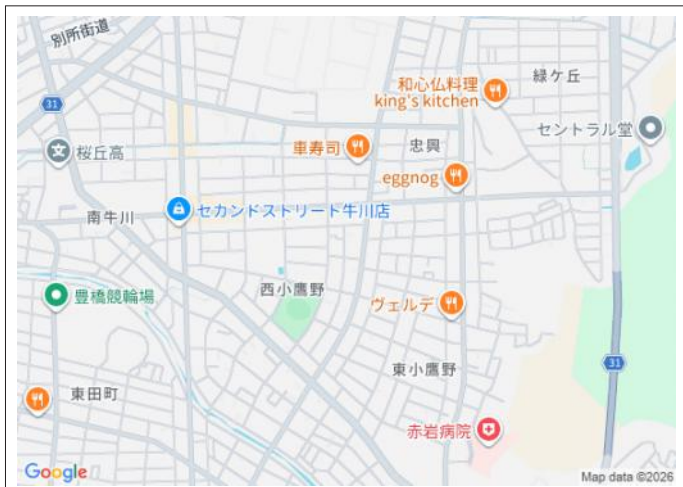 別所街道
和心仏料理
king's kitchen
緑ケ丘
31
セントラル堂
桜丘高
車寿司
忠興
eggnog
南牛川
セカンドストリート牛川店
西小鷹野
豊橋競輪場
ヴェルデ
31
東小鷹野
東田町
赤岩病院
Google
Map data ©2026